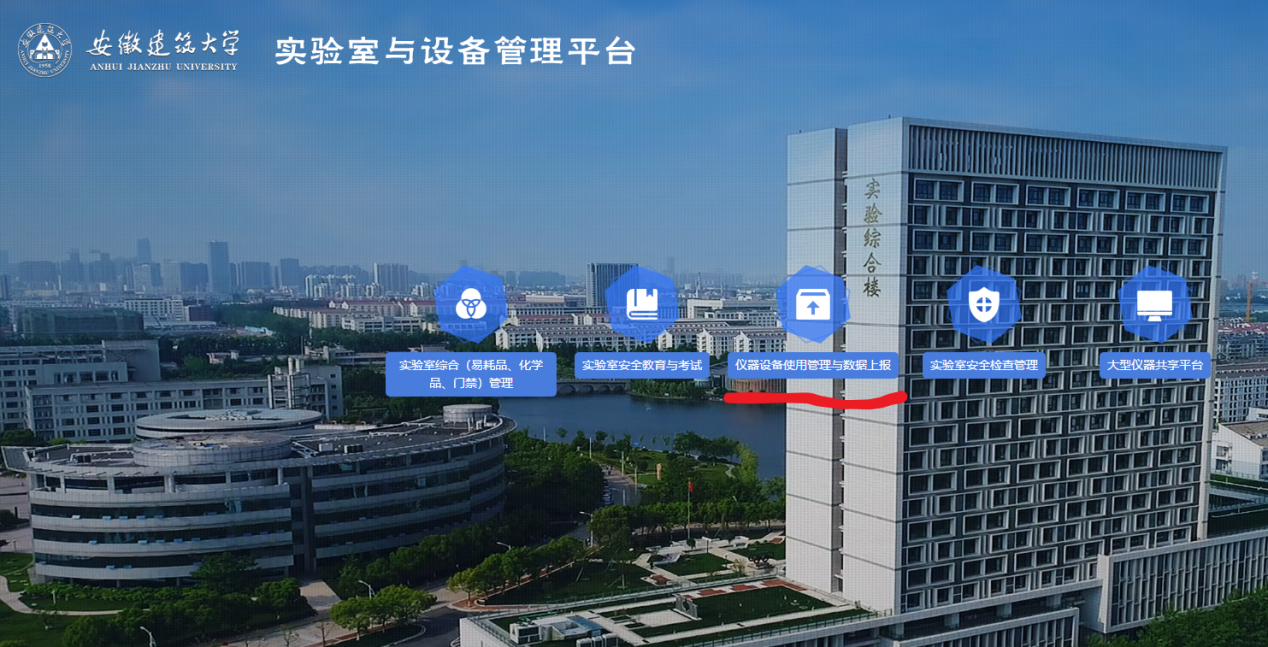 安徽建筑大学
ANHUI JIANZHU UNIVERSITY
实验室与设备管理平台
1958
实验综合楼
实验室综合（易耗品、化学
品、门禁）管理
实验室安全教育与考试
仪器设备使用管理与数据上报
实验室安全检查管理
大型仪器共享平台